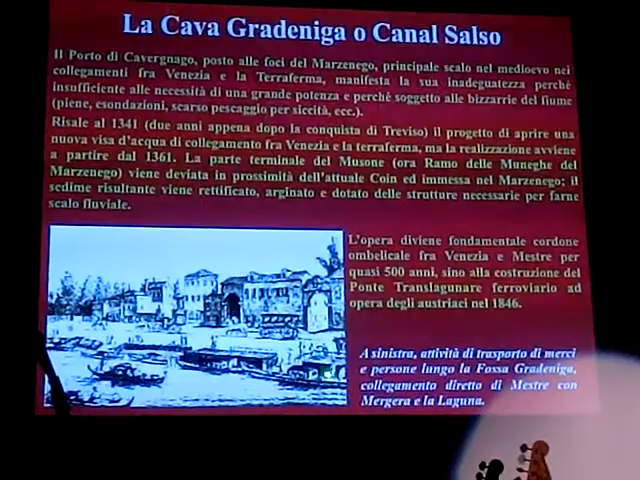 La Cava Gradeniga o Canal Salso
Il Porto di Cavergnago, posto alle foci del Marzenego, principale scalo nel medioevo nei
collegamenti fra Venezia e la Terraferma, manifesta la sua inadeguatezza perchè
insufficiente alle necessità di una grande potenza e perchè soggetto alle bizzarrie del fiume
(piene, esondazioni, scarso pescaggio per siccità, ecc.).
Risale al 1341 (due anni appena dopo la conquista di Treviso) il progetto di aprire una
nuova visa d'acqua di collegamento fra Venezia e la terraferma, ma la realizzazione avviene
a partire dal 1361. La parte terminale del Musone (ora Ramo delle Muneghe del
Marzenego) viene deviata in prossimità dell'attuale Coin ed immessa nel Marzenego; il
sedime risultante viene rettificato, arginato e dotato delle strutture necessarie per farne
scalo fluviale.
L'opera diviene fondamentale cordone
ombelicale fra Venezia e Mestre per
quasi 500 anni, sino alla costruzione del
Ponte Translagunare ferroviario ad
opera degli austriaci nel 1846.
A sinistra, attività di trasporto di merci
e persone lungo la Fossa Gradeniga,
collegamento diretto di Mestre con
Mergera e la Laguna.